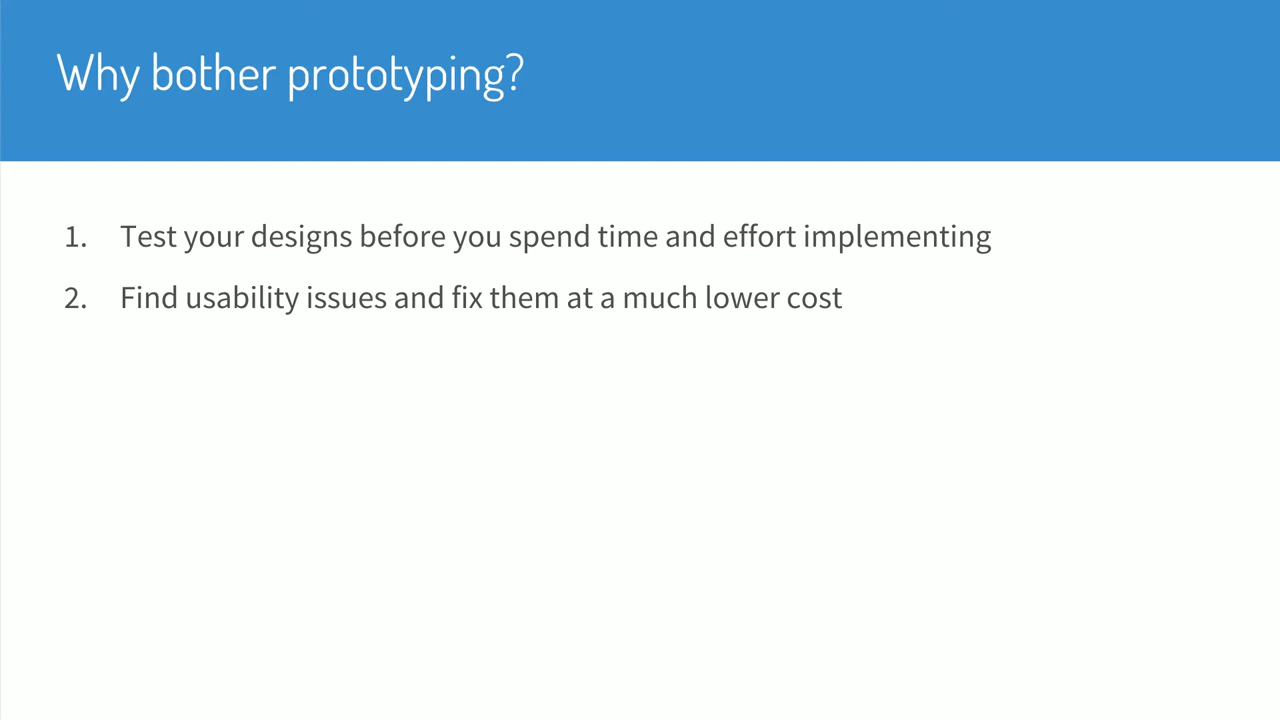 Why bother prototyping?
1. Test your designs before you spend time and effort implementing
2. Find usability issues and fix them at a much lower cost